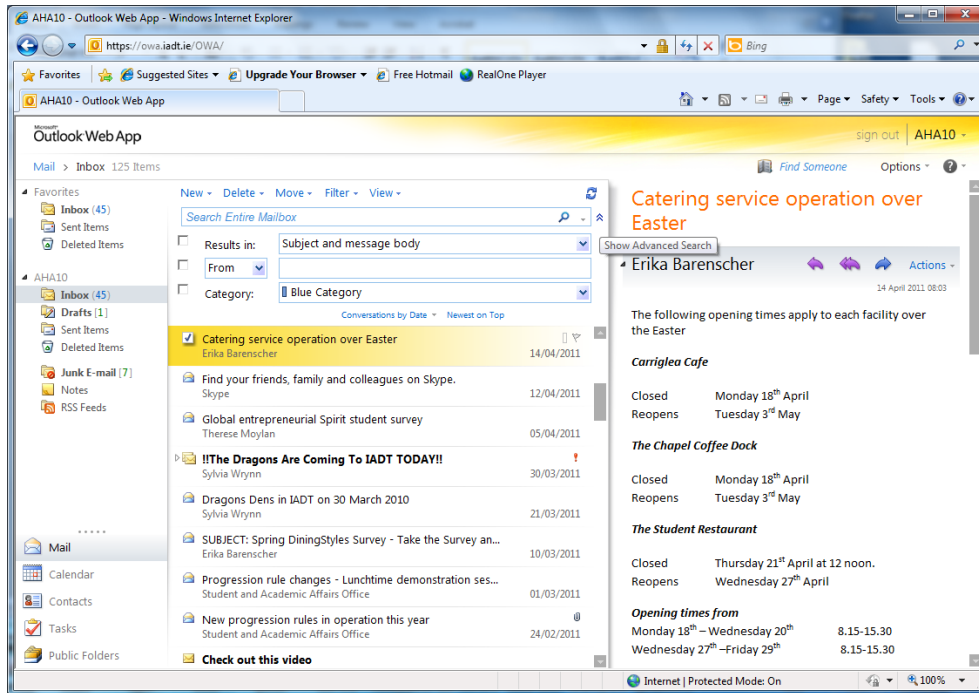 AHA10 - Outlook Web App - Windows Internet Explorer
https://owa.iadt.ie/OWA/
Bing
Favorites Suggested Sites Upgrade Your Browser Free Hotmail RealOne Player
AHA10 - Outlook Web App
Page Safety Tools
Microsoft
Outlook Web App
sign out AHA10
Mail > Inbox 125 Items
Find Someone Options
Favorites
Inbox (45)
Sent Items
Deleted Items
AHA10
Inbox (45)
Drafts [1]
Sent Items
Deleted Items
Junk E-mail [7]
Notes
RSS Feeds
Mail
Calendar
Contacts
Tasks
Public Folders
New Delete Move Filter View
Search Entire Mailbox
Results in: Subject and message body
From
Category: Blue Category
Conversations by Date Newest on Top
Catering service operation over Easter
Erika Barenscher 14/04/2011
Find your friends, family and colleagues on Skype.
Skype 12/04/2011
Global entrepreneurial Spirit student survey
Therese Moylan 05/04/2011
!!The Dragons Are Coming To IADT TODAY!!
Sylvia Wrynn 30/03/2011
Dragons Dens in IADT on 30 March 2010
Sylvia Wrynn 21/03/2011
SUBJECT: Spring DiningStyles Survey - Take the Survey an...
Erika Barenscher 10/03/2011
Progression rule changes - Lunchtime demonstration ses...
Student and Academic Affairs Office 01/03/2011
New progression rules in operation this year
Student and Academic Affairs Office 24/02/2011
Check out this video
Catering service operation over
Easter
Show Advanced Search
Erika Barenscher Actions
14 April 2011 08:03
The following opening times apply to each facility over
the Easter
Carriglea Cafe
Closed Monday 18th April
Reopens Tuesday 3rd May
The Chapel Coffee Dock
Closed Monday 18th April
Reopens Tuesday 3rd May
The Student Restaurant
Closed Thursday 21st April at 12 noon.
Reopens Wednesday 27th April
Opening times from
Monday 18th – Wednesday 20th 8.15-15.30
Wednesday 27th –Friday 29th 8.15-15.30
Internet | Protected Mode: On 100%